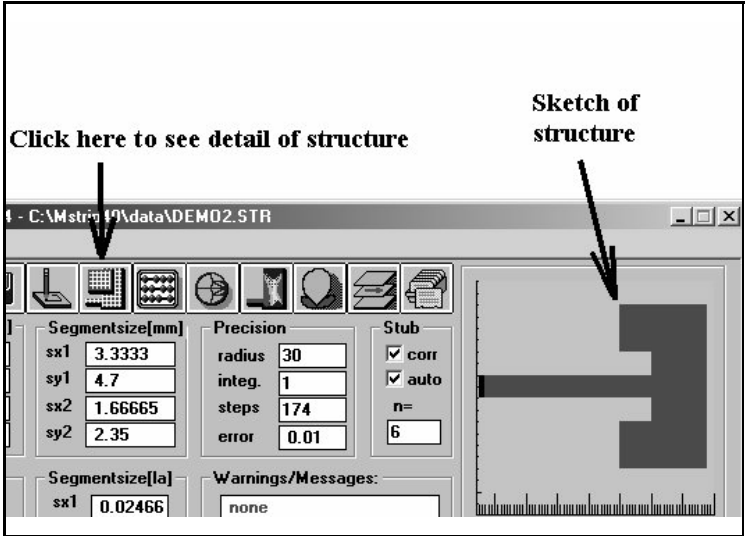 Sketch of
structure
Click here to see detail of structure
4 - C:\Mstrip40\data\DEMO2.STR
]
Segmentsize[mm]
sx1 3.3333
sy1 4.7
sx2 1.66665
sy2 2.35
Precision
radius 30
integ. 1
steps 174
error 0.01
Stub
corr
auto
n=
6
Segmentsize[la]
sx1 0.02466
Warnings/Messages:
none